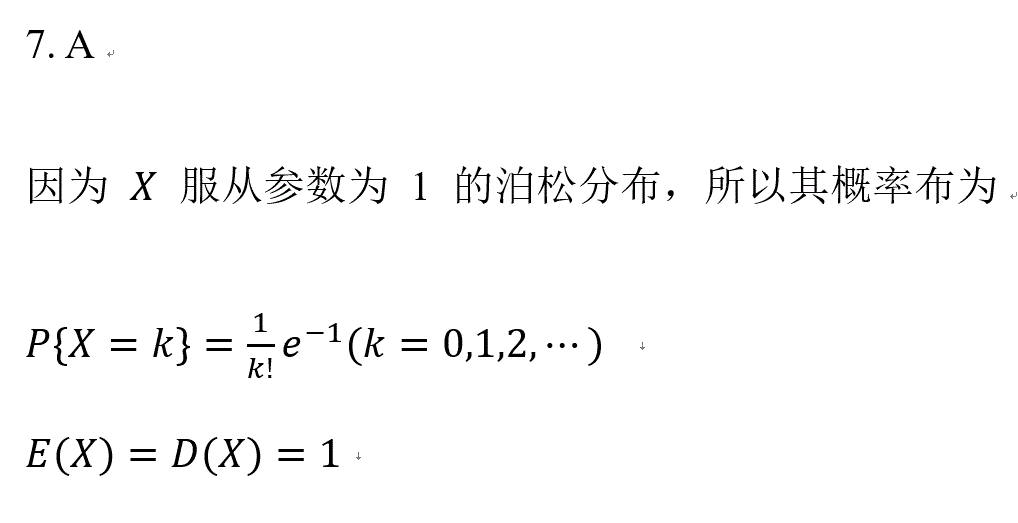 7. A
因为 X 服从参数为 1 的泊松分布，所以其概率布为
P{X = k} = \frac{1}{k!}e^{-1}(k = 0,1,2,⋯)
E(X) = D(X) = 1